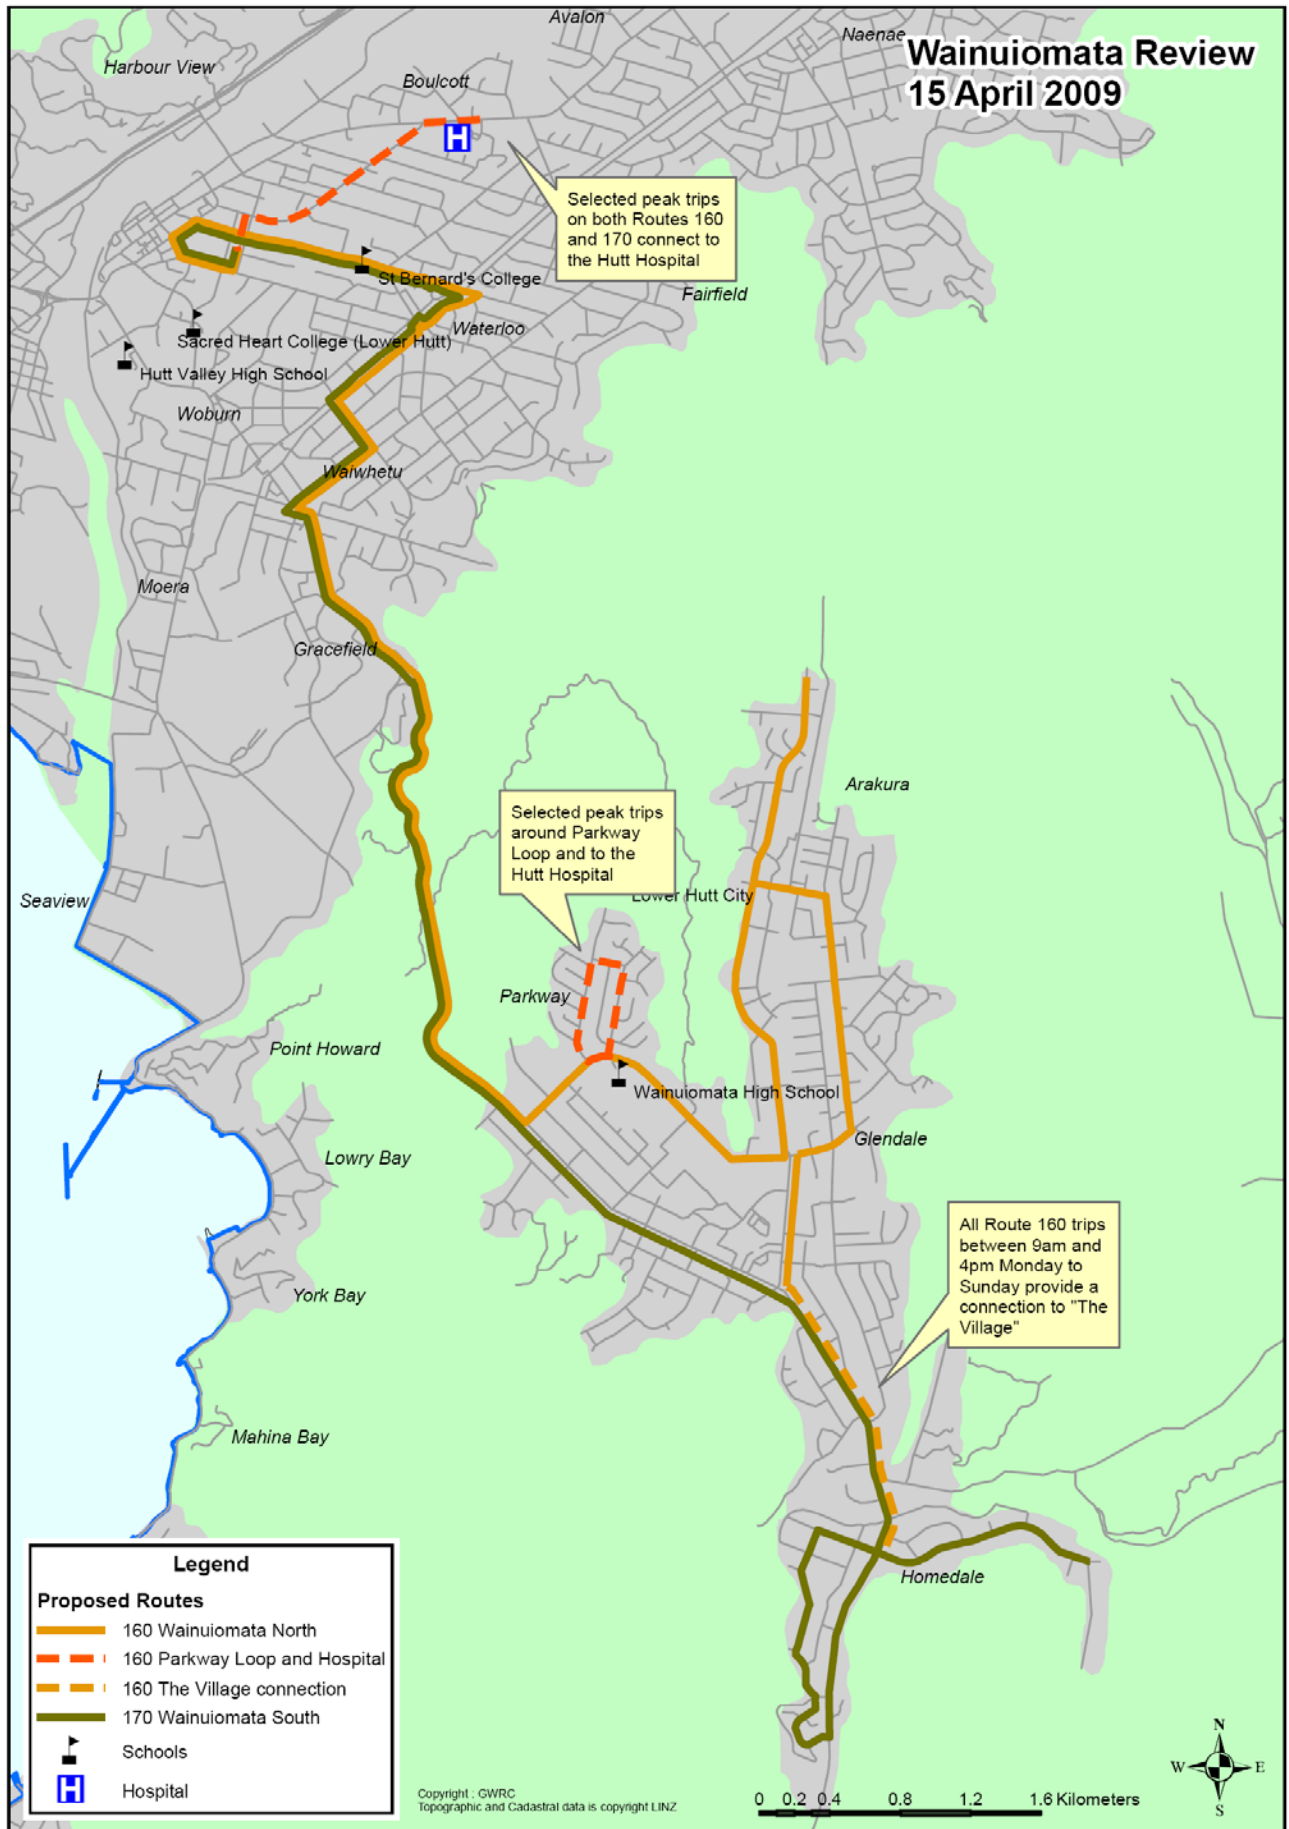 Avalon
Naenae
Wainuiomata Review
15 April 2009
Harbour View
Boulcott
H
Selected peak trips
on both Routes 160
and 170 connect to
the Hutt Hospital
St Bernard's College
Fairfield
Waterloo
Sacred Heart College (Lower Hutt)
Hutt Valley High School
Woburn
Waiwhetu
Moera
Gracefield
Arakura
Selected peak trips
around Parkway
Loop and to the
Hutt Hospital
Lower Hutt City
Seaview
Parkway
Point Howard
Wainuiomata High School
Glendale
Lowry Bay
All Route 160 trips
between 9am and
4pm Monday to
Sunday provide a
connection to "The
Village"
York Bay
Mahina Bay
Homedale
Legend
Proposed Routes
160 Wainuiomata North
160 Parkway Loop and Hospital
160 The Village connection
170 Wainuiomata South
Schools
H Hospital
Copyright : GWRC
Topographic and Cadastral data is copyright LINZ
0 0.2 0.4 0.8 1.2 1.6 Kilometers
N
W E
S